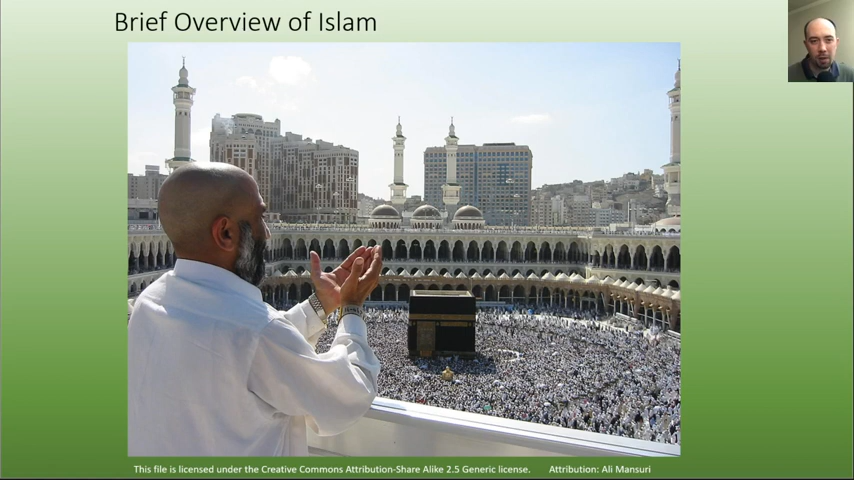 Brief Overview of Islam
This file is licensed under the Creative Commons Attribution-Share Alike 2.5 Generic license. Attribution: Ali Mansuri